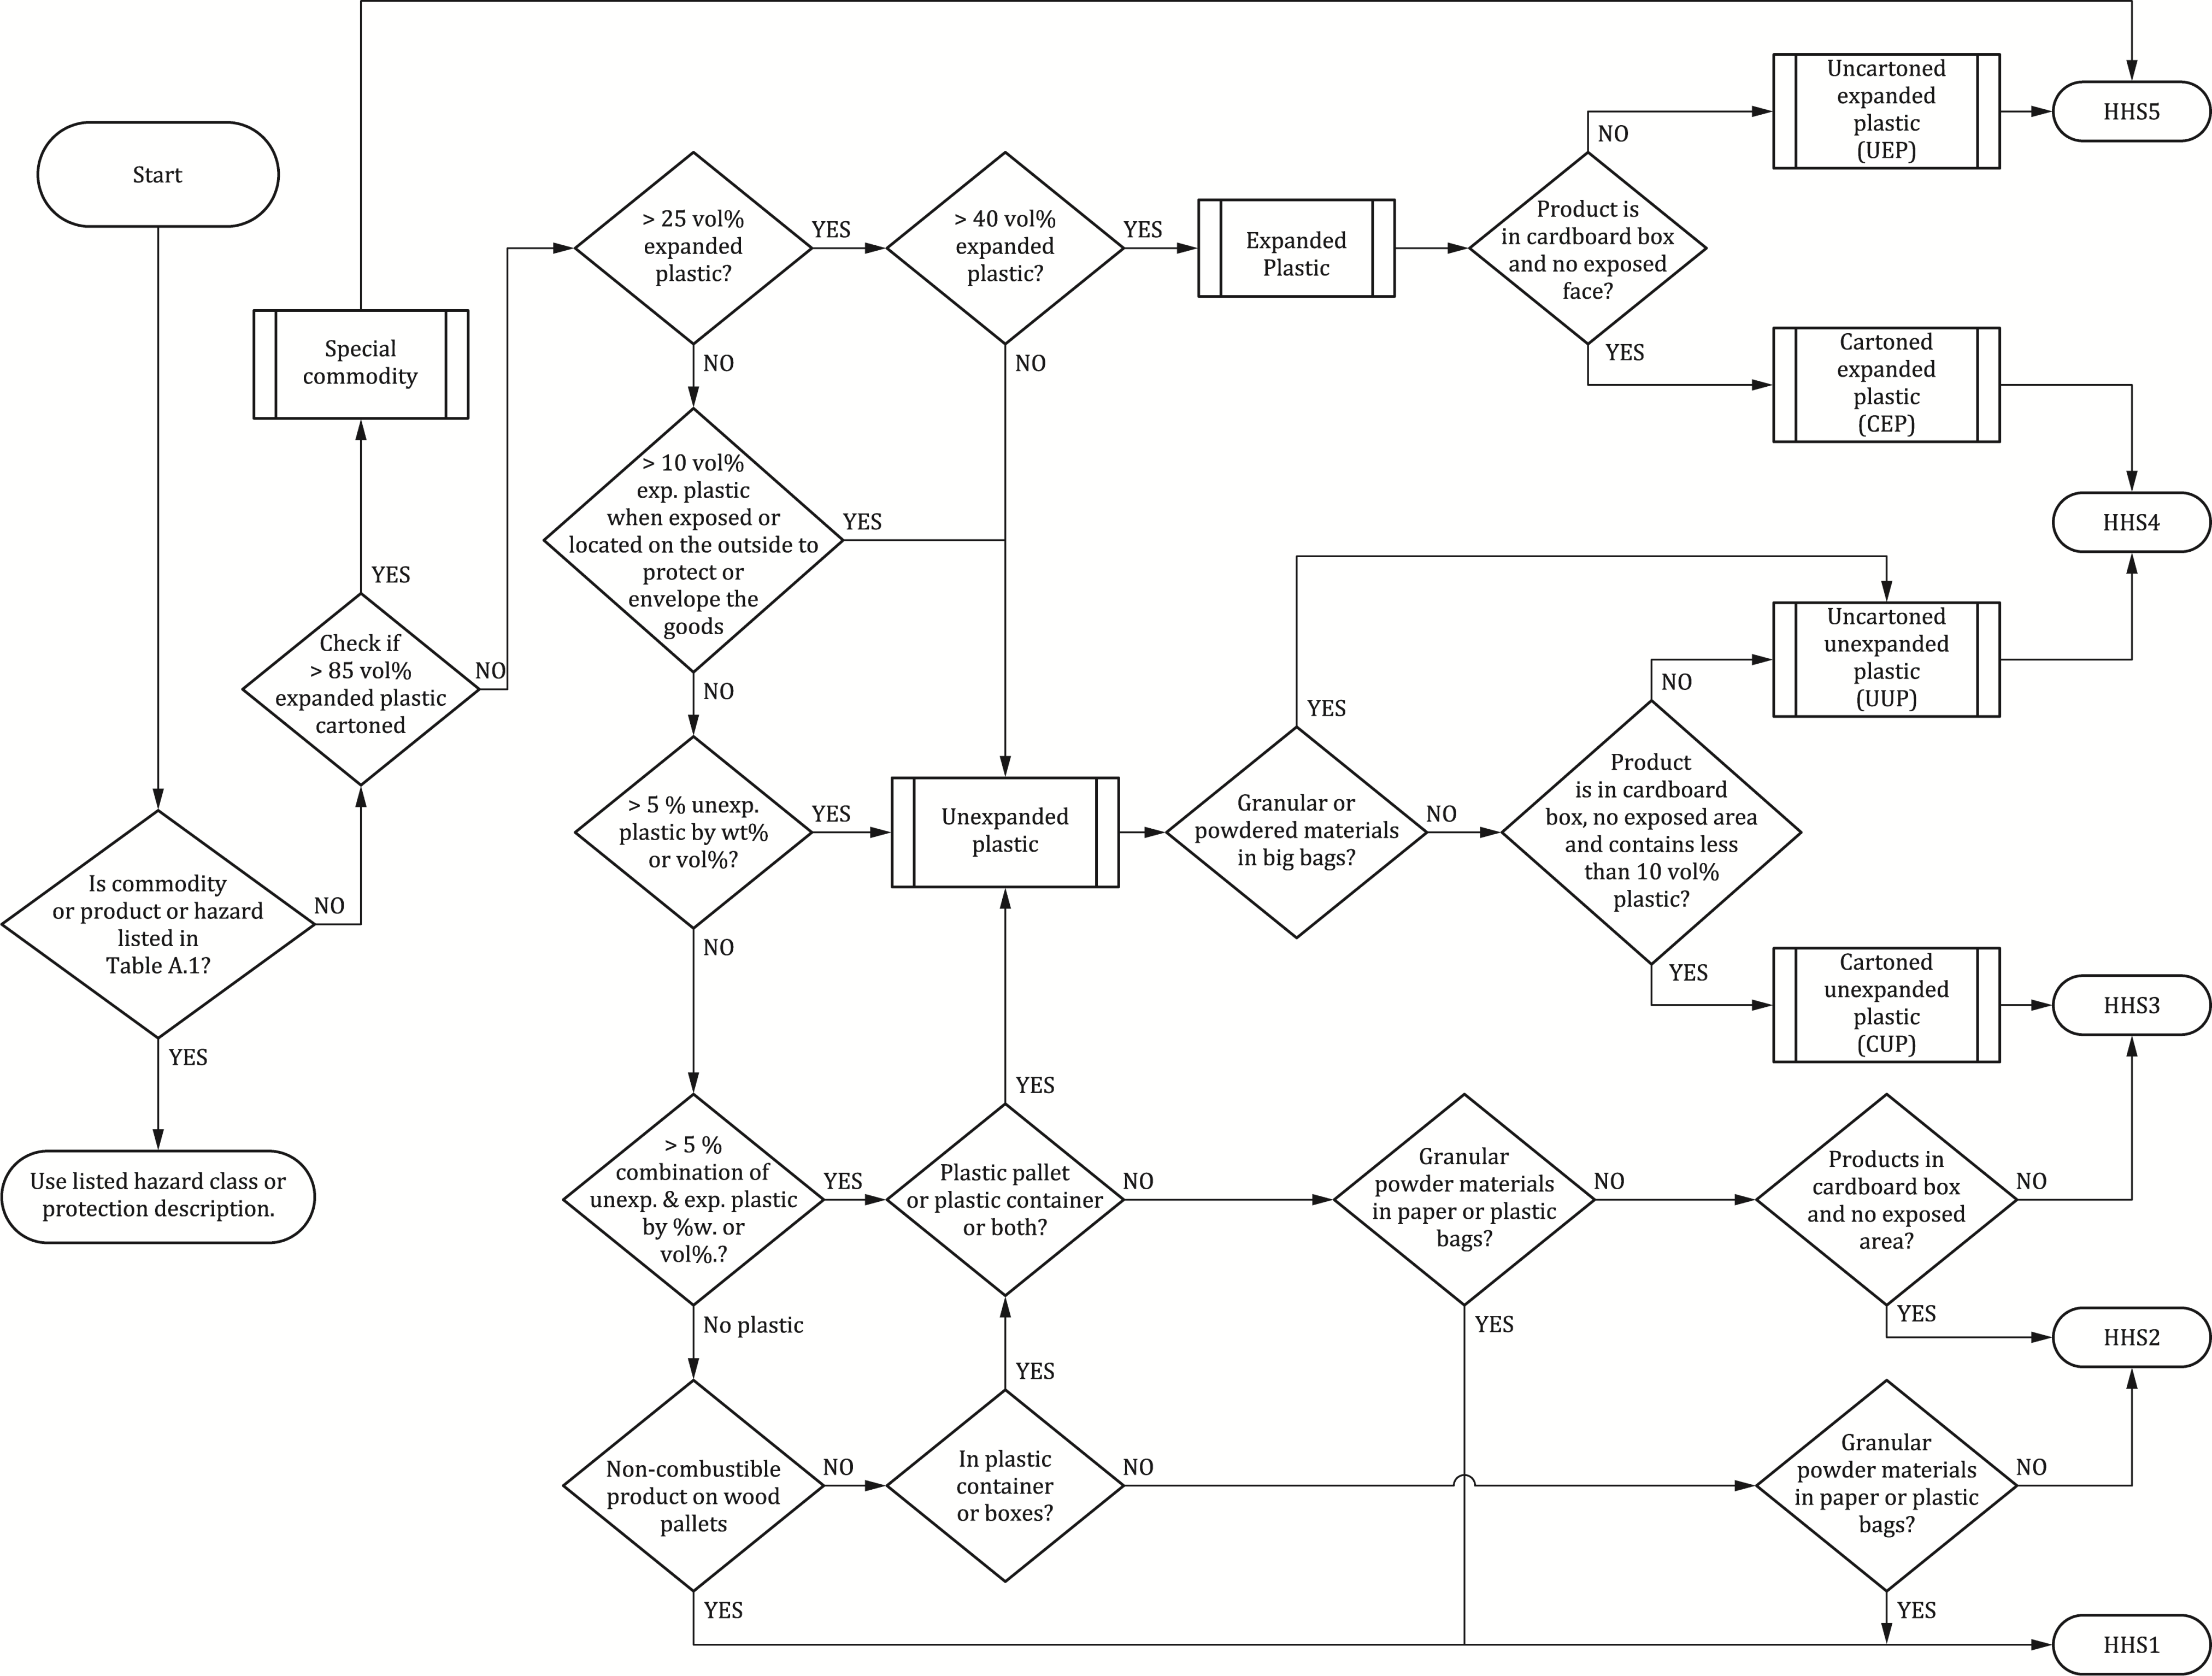 Start
Is commodity
or product or hazard
listed in
Table A.1?
NO
YES
Use listed hazard class or
protection description.
Check if
> 85 vol%
expanded plastic
cartoned
YES
NO
Special
commodity
> 25 vol%
expanded
plastic?
YES
NO
> 40 vol%
expanded
plastic?
YES
NO
Expanded
Plastic
Product is
in cardboard box
and no exposed
face?
NO
YES
Uncartoned
expanded
plastic
(UEP)
HHS5
Cartoned
expanded
plastic
(CEP)
HHS4
> 10 vol%
exp. plastic
when exposed or
located on the outside to
protect or
envelope the
goods
YES
NO
> 5 % unexp.
plastic by wt%
or vol%?
YES
NO
Unexpanded
plastic
Granular or
powdered materials
in big bags?
YES
NO
Product
is in cardboard
box, no exposed area
and contains less
than 10 vol%
plastic?
NO
YES
Uncartoned
unexpanded
plastic
(UUP)
Cartoned
unexpanded
plastic
(CUP)
HHS3
> 5 %
combination of
unexp. & exp. plastic
by %w. or
vol%.?
YES
No plastic
Plastic pallet
or plastic container
or both?
YES
NO
Granular
powder materials
in paper or plastic
bags?
NO
YES
Products in
cardboard box
and no exposed
area?
NO
YES
HHS2
Non-combustible
product on wood
pallets
NO
YES
In plastic
container
or boxes?
YES
NO
Granular
powder materials
in paper or plastic
bags?
NO
YES
HHS1